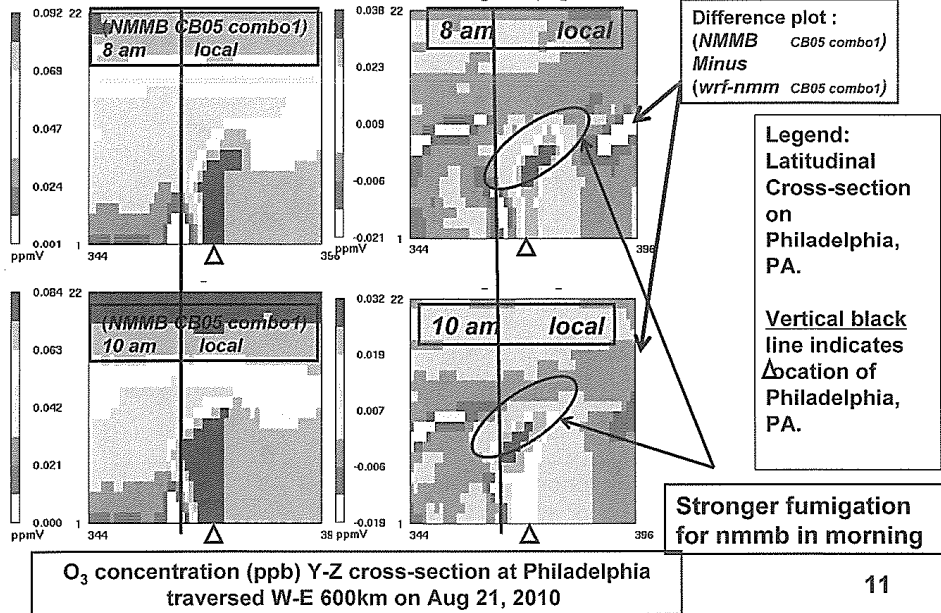 0.092
22
(NMMB CB05 combo1)
8 am local
0.069
0.047
0.024
0.001
ppmV
1
344
0.038
22
8 am local
0.023
0.009
-0.006
-0.021
ppmV
1
344
398
Difference plot :
(NMMB CB05 combo1)
Minus
(wrf-nmm CB05 combo1)
Legend:
Latitudinal
Cross-section
on
Philadelphia,
PA.
Vertical black
line indicates
Δocation of
Philadelphia,
PA.
0.084
22
(NMMB CB05 combo1)
10 am local
0.063
0.042
0.021
0.000
ppmV
1
344
0.032
22
10 am local
0.019
0.007
-0.006
-0.019
ppmV
1
344
396
Stronger fumigation
for nmmb in morning
O₃ concentration (ppb) Y-Z cross-section at Philadelphia
traversed W-E 600km on Aug 21, 2010
11